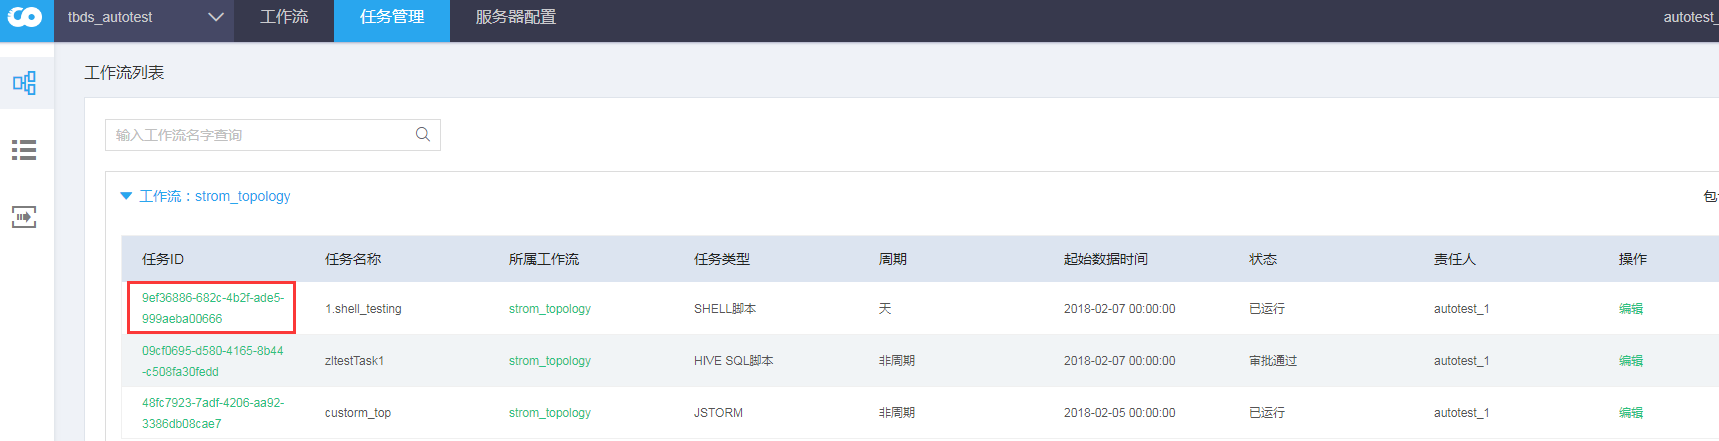 tbds_autotest 工作流 任务管理 服务器配置 autotest_
工作流列表
输入工作流名字查询
工作流：strom_topology 包
任务ID 任务名称 所属工作流 任务类型 周期 起始数据时间 状态 责任人 操作
9ef36886-682c-4b2f-ade5-
999aeba00666 1.shell_testing strom_topology SHELL脚本 天 2018-02-07 00:00:00 已运行 autotest_1 编辑
09cf0695-d580-4165-8b44
-c508fa30fedd zltestTask1 strom_topology HIVE SQL脚本 非周期 2018-02-07 00:00:00 审批通过 autotest_1 编辑
48fc7923-7adf-4206-aa92-
3386db08cae7 custorm_top strom_topology JSTORM 非周期 2018-02-05 00:00:00 已运行 autotest_1 编辑